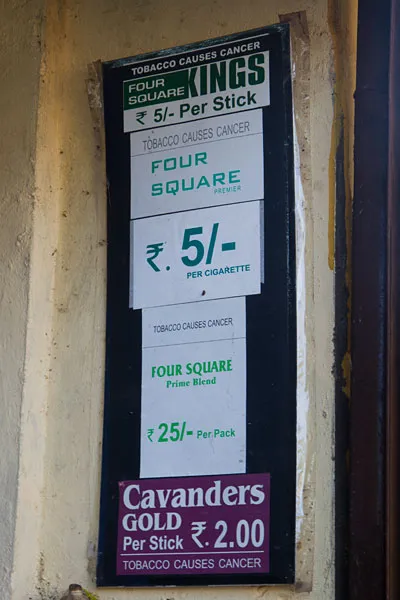 TOBACCO CAUSES CANCER
FOUR SQUARE KINGS
₹ 5/- Per Stick
TOBACCO CAUSES CANCER
FOUR
SQUARE
PREMIER
₹. 5/-
PER CIGARETTE
TOBACCO CAUSES CANCER
FOUR SQUARE
Prime Blend
₹ 25/- Per Pack
Cavanders
GOLD
Per Stick ₹. 2.00
TOBACCO CAUSES CANCER